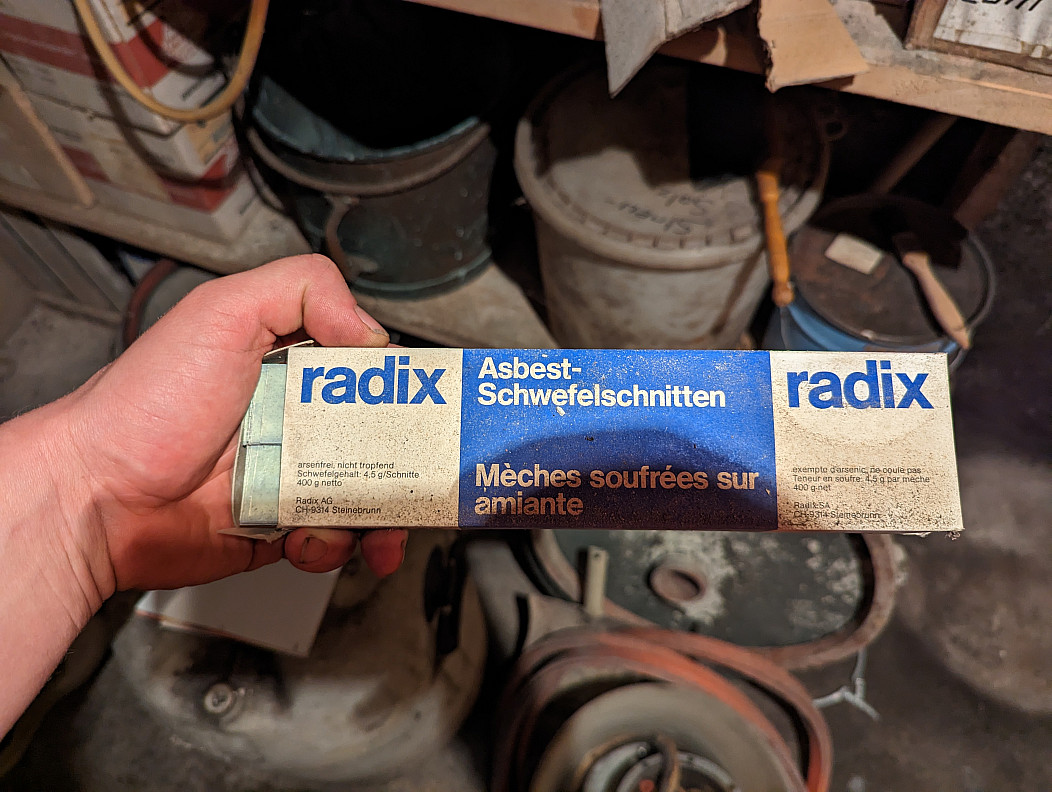 radix
arsenfrei, nicht tropfend
Schwefelgehalt: 4,5 g/Schnitte
400 g netto
Radix AG
CH-9314 Steinebrunn
Asbest-
Schwefelschnitten
Mèches soufrées sur
amiante
radix
exempte d'arsenic, ne coule pas
Teneur en soufre: 4,5 g par mèche
400 g net
Radix SA
CH-9314 Steinebrunn